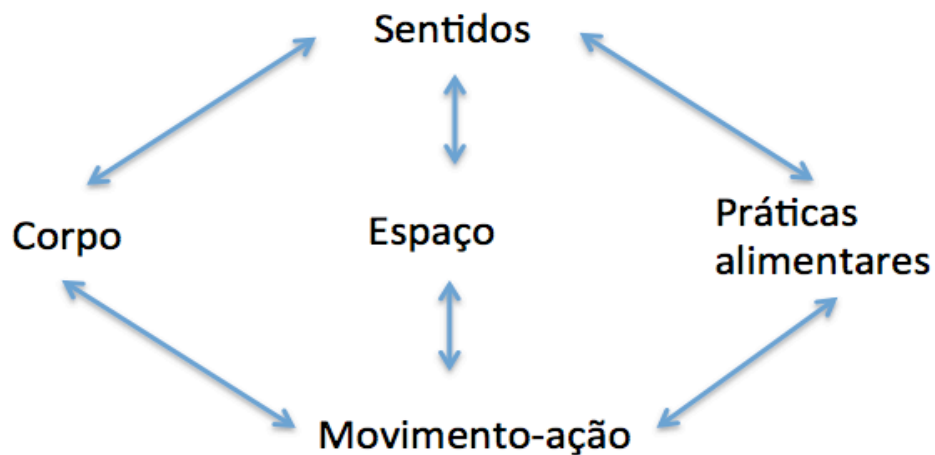 Sentidos
Corpo
Espaço
Práticas
alimentares
Movimento-ação